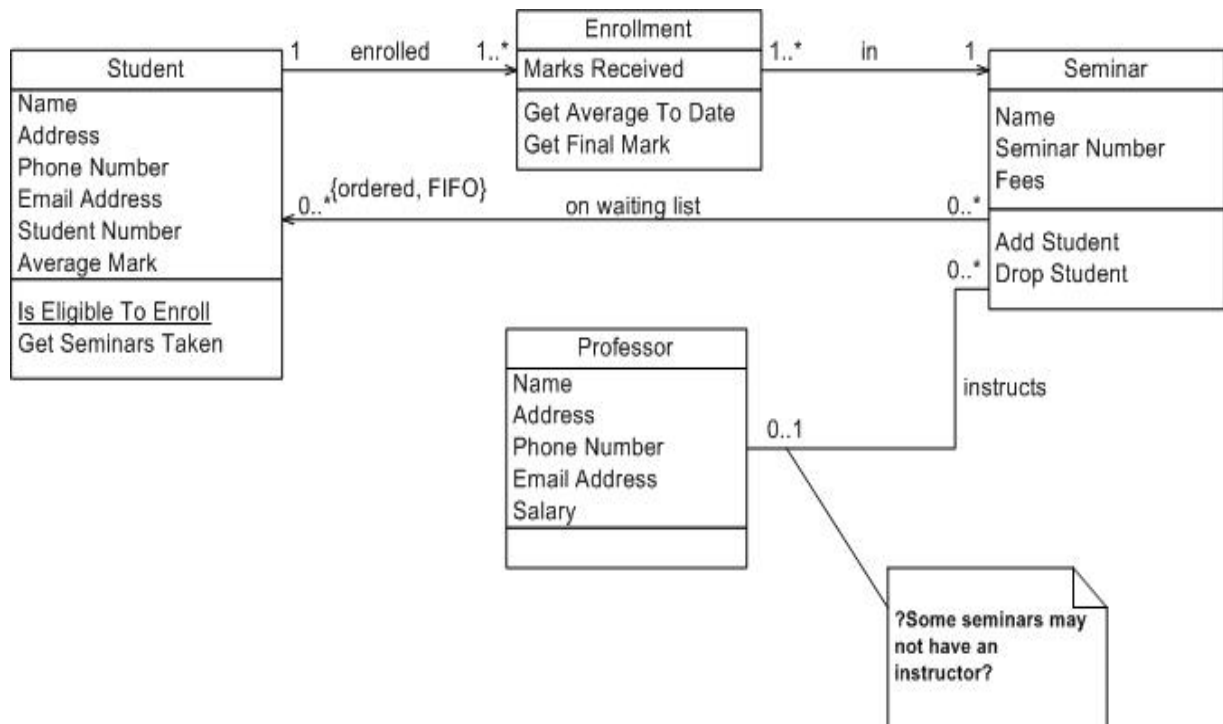 Student
Name
Address
Phone Number
Email Address
Student Number
Average Mark
Is Eligible To Enroll
Get Seminars Taken
1 enrolled 1..*
Enrollment
Marks Received
Get Average To Date
Get Final Mark
1..* in 1
Seminar
Name
Seminar Number
Fees
Add Student
Drop Student
0..* {ordered, FIFO} on waiting list 0..*
0..*
instructs
0..1
Professor
Name
Address
Phone Number
Email Address
Salary
?Some seminars may
not have an
instructor?